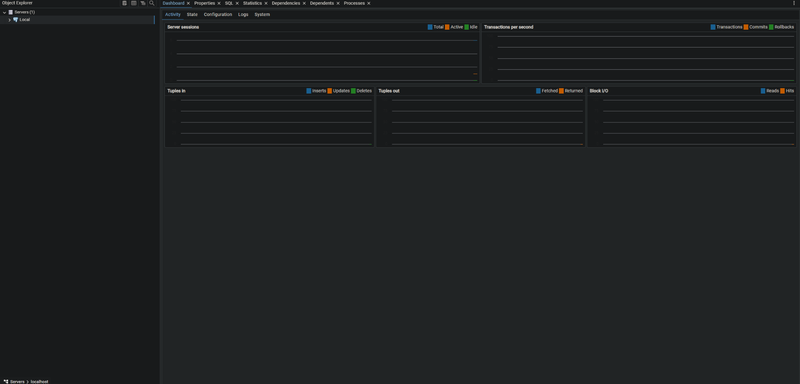 Object Explorer
Dashboard Properties SQL Statistics Dependencies Dependents Processes
Servers (1)
Local
Activity Stats Configuration Logs System
Server sessions
Total Active Idle
Transactions per second
Transactions Commits Rollbacks
Tuples in
Inserts Updates Deletes
Tuples out
Fetched Returned
Block I/O
Reads Hits
Servers > localhost